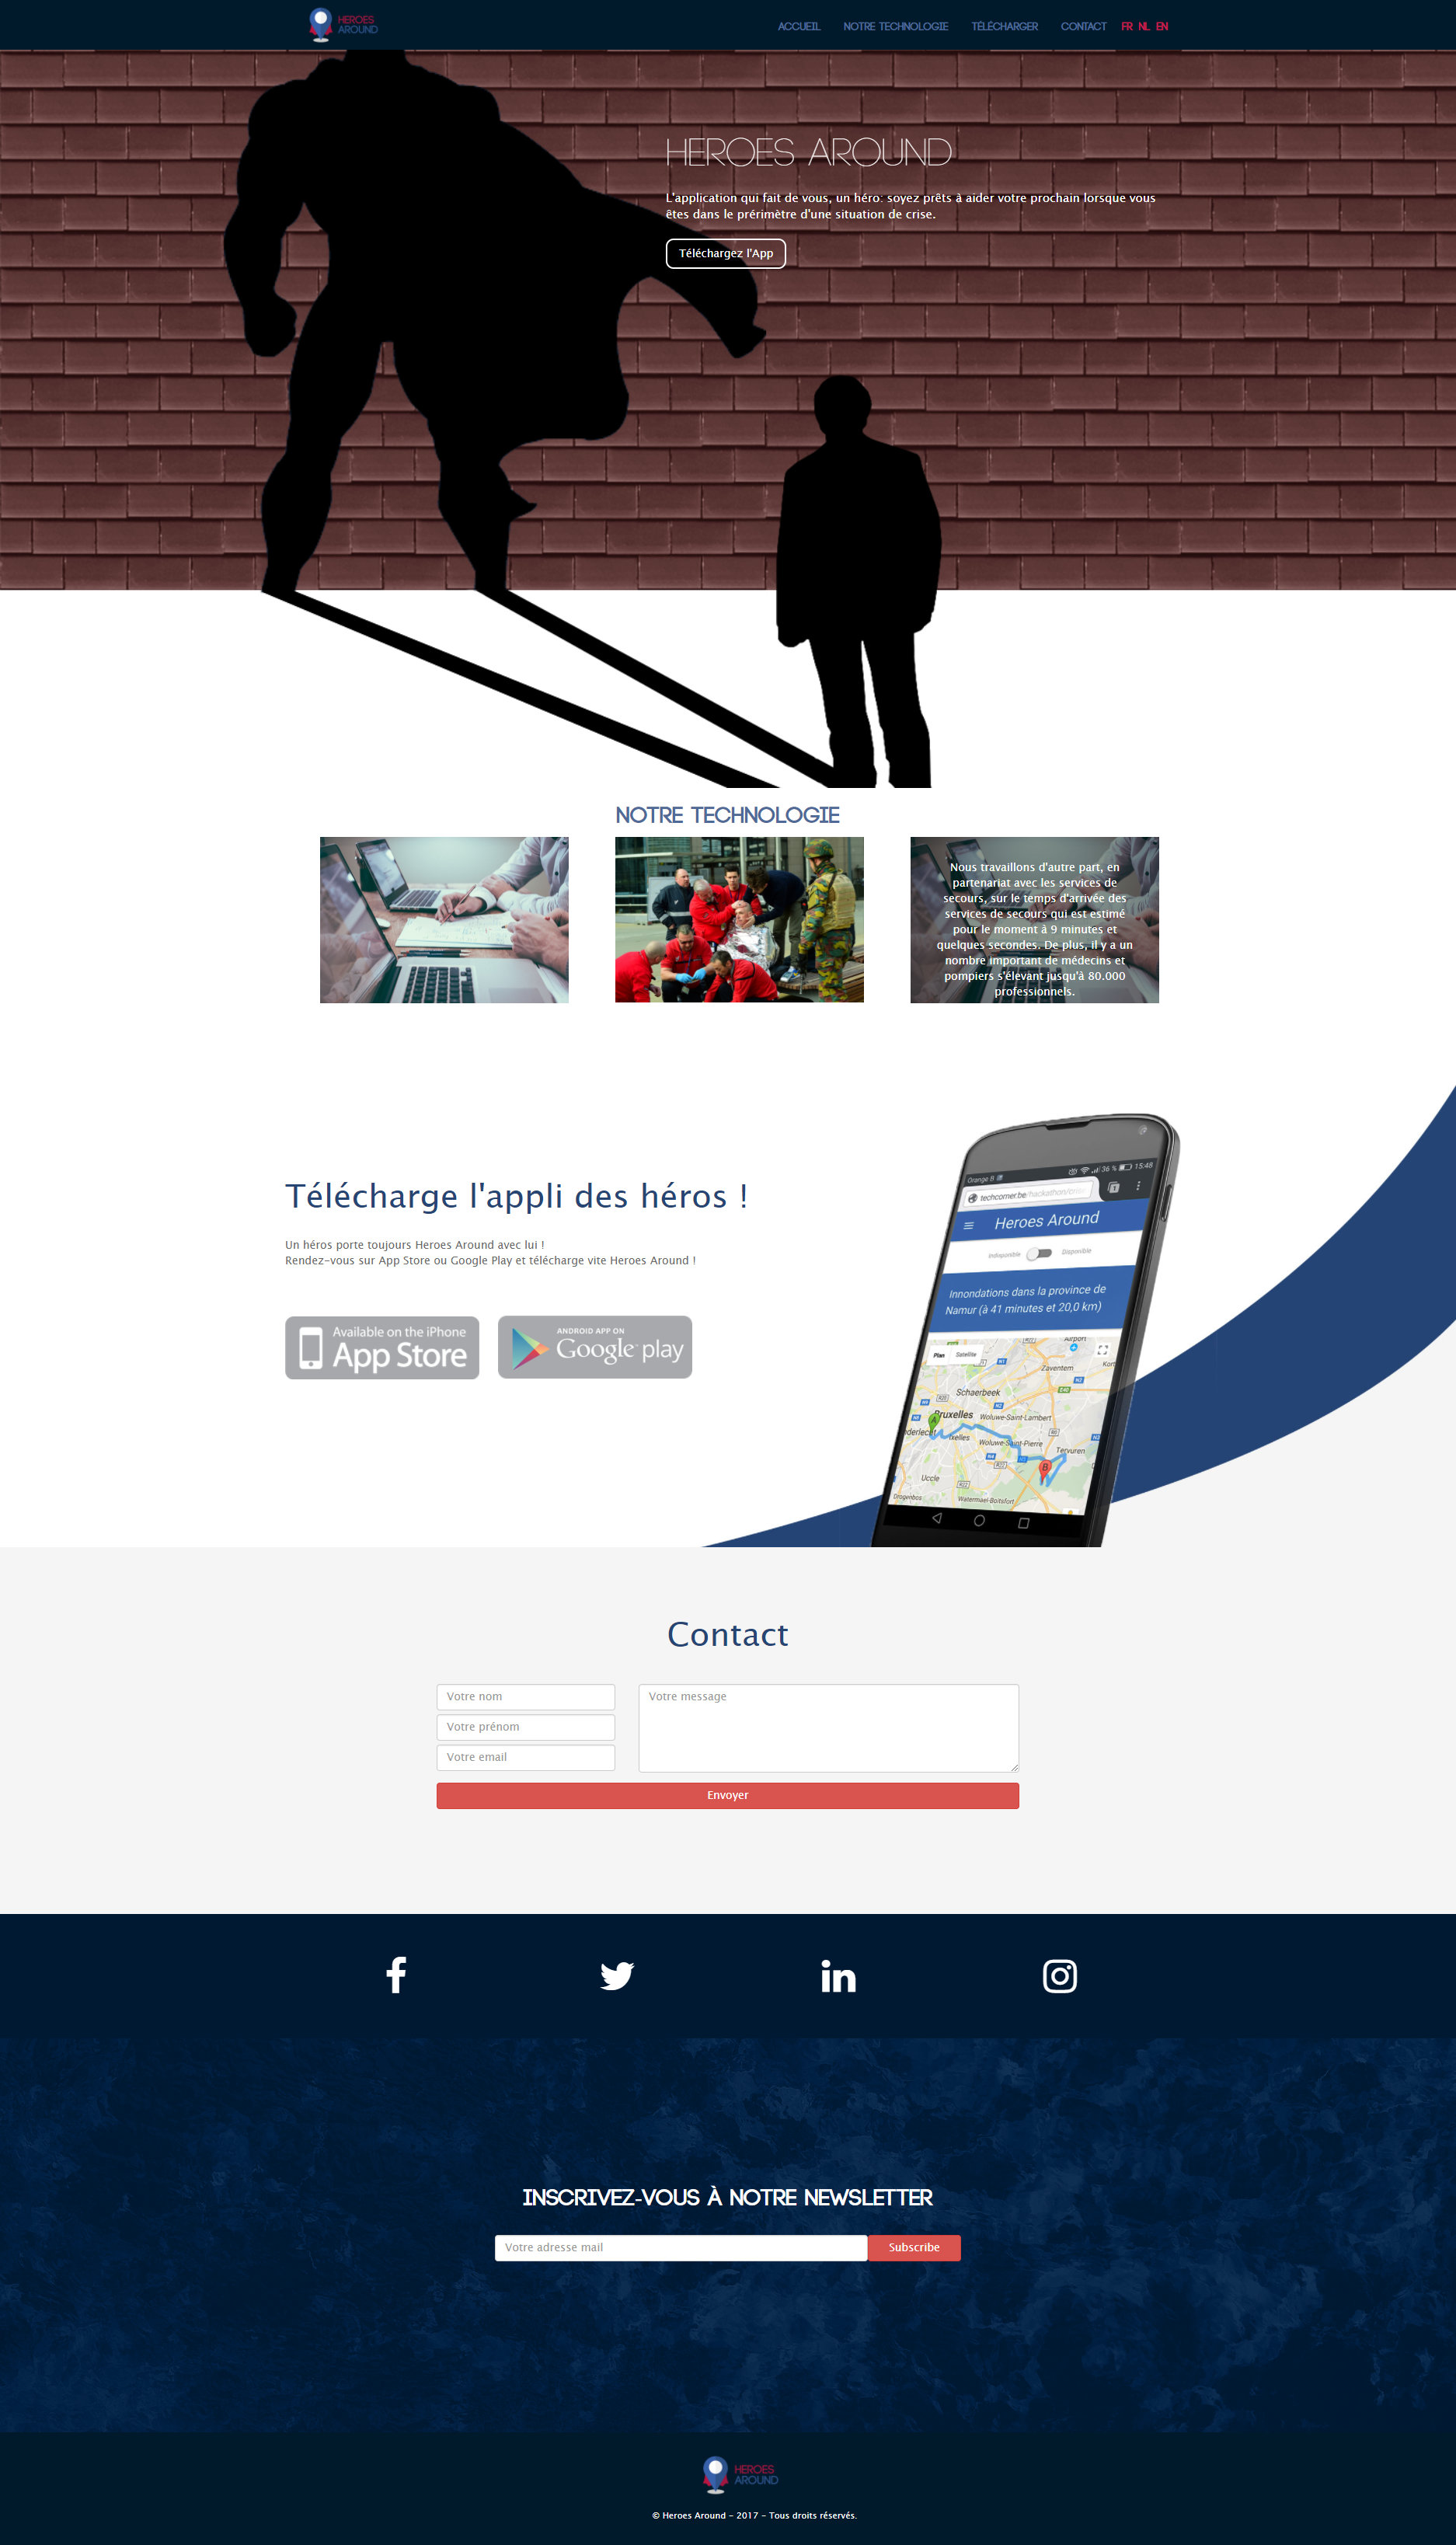 HEROES
AROUND
ACCUEIL NOTRE TECHNOLOGIE TÉLÉCHARGER CONTACT FR NL EN
HEROES AROUND
L'application qui fait de vous, un héro: soyez prêts à aider votre prochain lorsque vous
êtes dans le prérimètre d'une situation de crise.
Téléchargez l'App
NOTRE TECHNOLOGIE
Nous travaillons d'autre part, en
partenariat avec les services de
secours, sur le temps d'arrivée des
services de secours qui est estimé
pour le moment à 9 minutes et
quelques secondes. De plus, il y a un
nombre important de médecins et
pompiers s'élevant jusqu'à 80.000
professionnels.
Télécharge l'appli des héros !
Un héros porte toujours Heroes Around avec lui !
Rendez-vous sur App Store ou Google Play et télécharge vite Heroes Around !
Available on the iPhone
App Store
ANDROID APP ON
Google play
Orange B 36 % 15:48
techcorner.be/hackathon/
Heroes Around
Indisponible Disponible
Innondations dans la province de
Namur (à 41 minutes et 20,0 km)
Plan Satellite
Airport
Zaventem
Kort
Schaerbeek
Bruxelles
Woluwe-Saint-Lambert
derlecht
Ixelles
Woluwe-Saint-Pierre
Tervuren
A
B
Uccle
Drogenbos
Watermael-Boitsfort
Contact
Votre nom
Votre prénom
Votre email
Votre message
Envoyer
INSCRIVEZ-VOUS À NOTRE NEWSLETTER
Votre adresse mail
Subscribe
HEROES
AROUND
© Heroes Around - 2017 - Tous droits réservés.